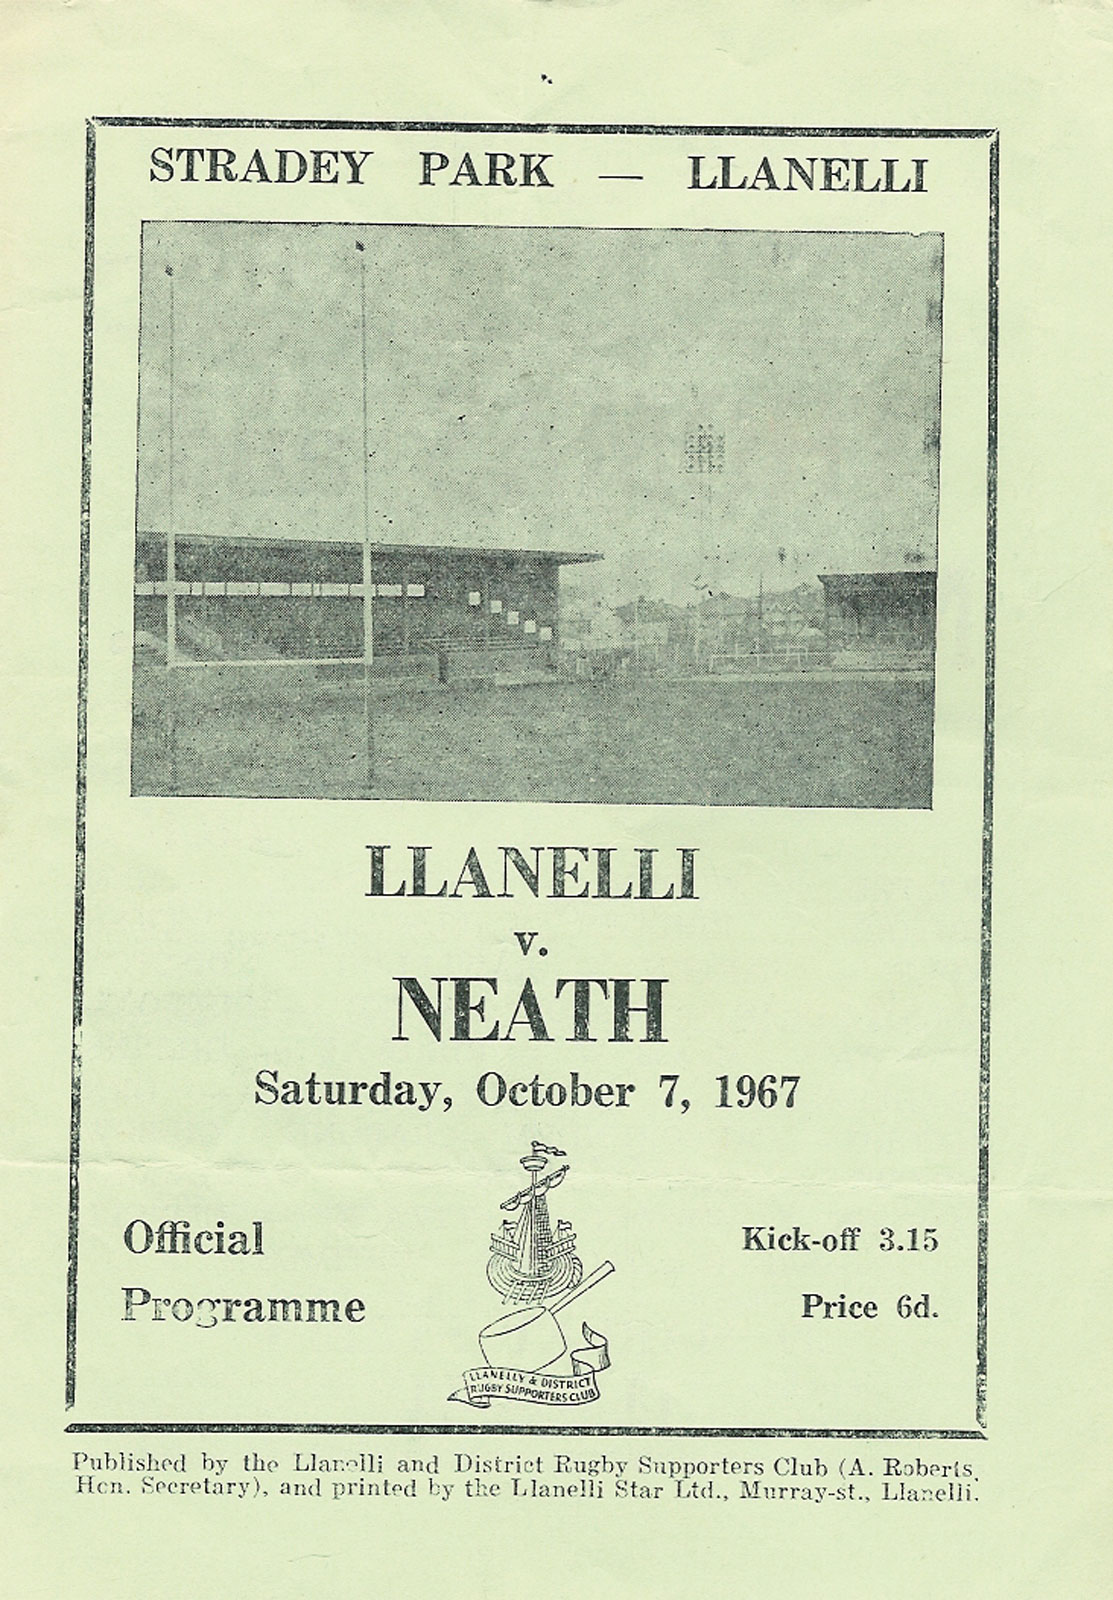 STRADEY PARK — LLANELLI
LLANELLI
v.
NEATH
Saturday, October 7, 1967
Official
Programme
Kick-off 3.15
Price 6d.
LLANELLY & DISTRICT
RUGBY SUPPORTERS CLUB
Published by the Llanelli and District Rugby Supporters Club (A. Roberts,
Hon. Secretary), and printed by the Llanelli Star Ltd., Murray-st., Llanelli.